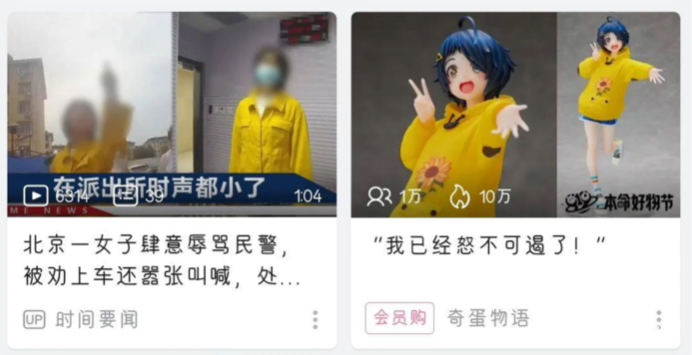 在派出所时声都小了
6314 39 1:04
ME NEWS
北京一女子肆意辱骂民警，
被劝上车还嚣张叫喊，处...
UP 时间要闻
1万 10万
本命好物节
“我已经怒不可遏了！”
会员购 奇蛋物语